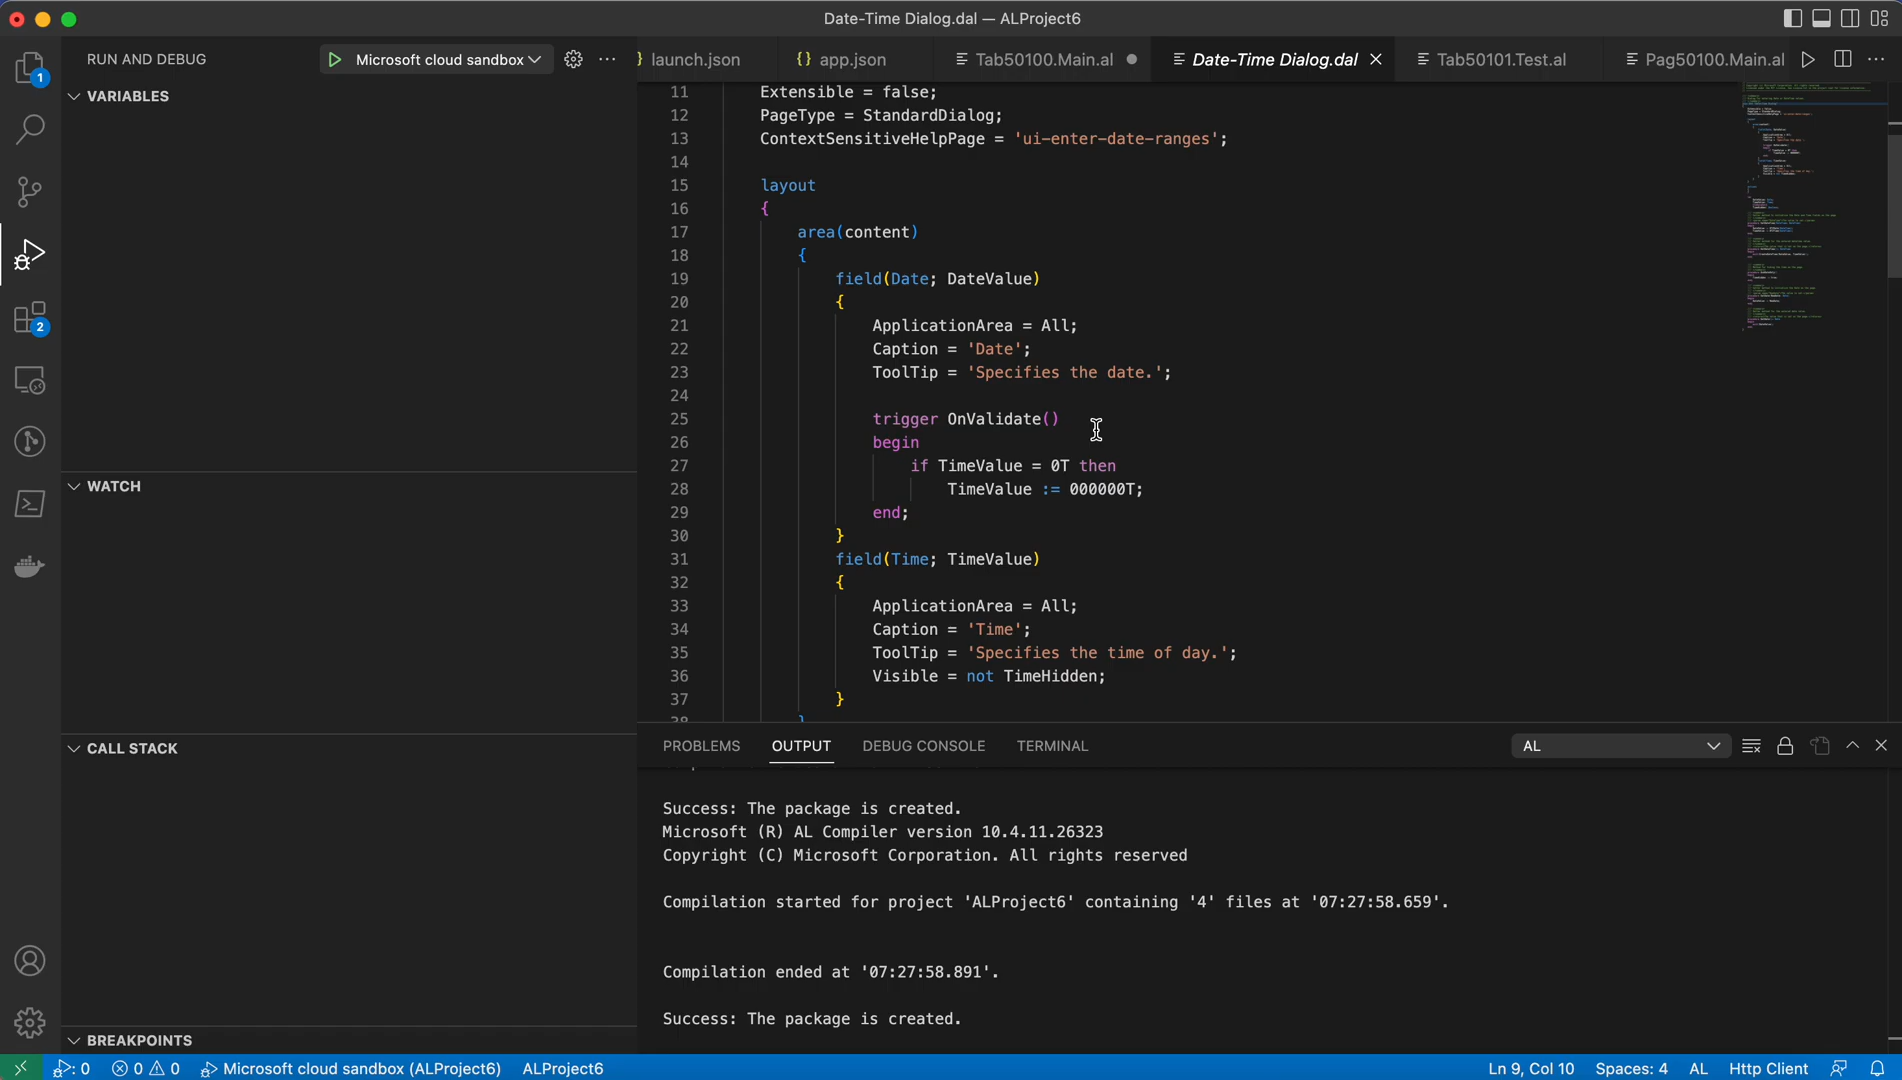 Date-Time Dialog.dal — ALProject6
RUN AND DEBUG
Microsoft cloud sandbox
launch.json
{} app.json
Tab50100.Main.al
Date-Time Dialog.dal
Tab50101.Test.al
Pag50100.Main.al
1
2
VARIABLES
WATCH
CALL STACK
BREAKPOINTS
11 Extensible = false;
12 PageType = StandardDialog;
13 ContextSensitiveHelpPage = 'ui-enter-date-ranges';
14
15 layout
16 {
17 area(content)
18 {
19 field(Date; DateValue)
20 {
21 ApplicationArea = All;
22 Caption = 'Date';
23 ToolTip = 'Specifies the date.';
24
25 trigger OnValidate()
26 begin
27 if TimeValue = 0T then
28 TimeValue := 000000T;
29 end;
30 }
31 field(Time; TimeValue)
32 {
33 ApplicationArea = All;
34 Caption = 'Time';
35 ToolTip = 'Specifies the time of day.';
36 Visible = not TimeHidden;
37 }
38 }
PROBLEMS OUTPUT DEBUG CONSOLE TERMINAL
AL
Success: The package is created.
Microsoft (R) AL Compiler version 10.4.11.26323
Copyright (C) Microsoft Corporation. All rights reserved
Compilation started for project 'ALProject6' containing '4' files at '07:27:58.659'.
Compilation ended at '07:27:58.891'.
Success: The package is created.
: 0 0 0 Microsoft cloud sandbox (ALProject6) ALProject6
Ln 9, Col 10 Spaces: 4 AL Http Client